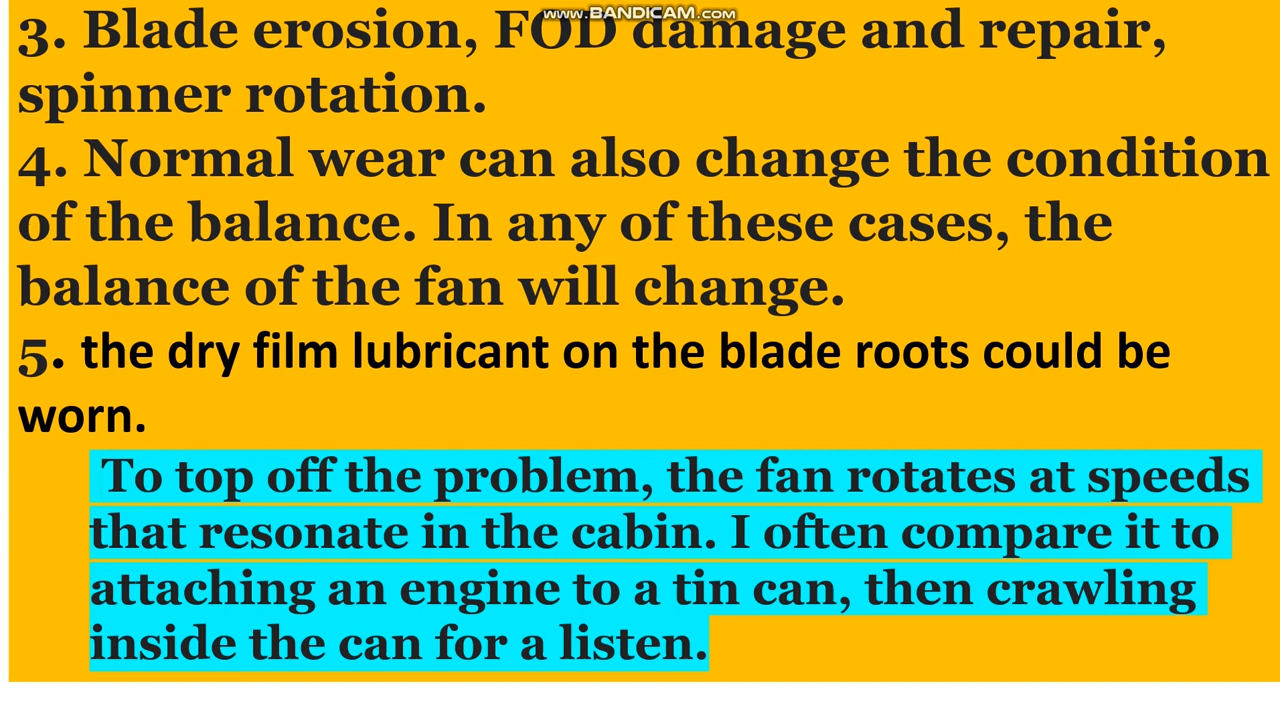 www.BANDICAM.com
3. Blade erosion, FOD damage and repair,
spinner rotation.
4. Normal wear can also change the condition
of the balance. In any of these cases, the
balance of the fan will change.
5. the dry film lubricant on the blade roots could be
worn.
To top off the problem, the fan rotates at speeds
that resonate in the cabin. I often compare it to
attaching an engine to a tin can, then crawling
inside the can for a listen.